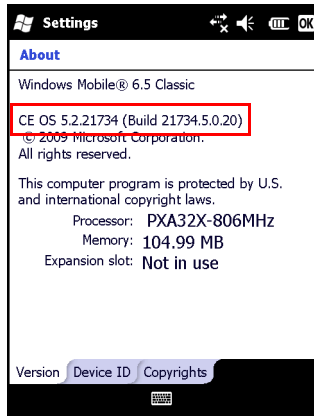 Settings
OK
About
Windows Mobile® 6.5 Classic
CE OS 5.2.21734 (Build 21734.5.0.20)
© 2009 Microsoft Corporation.
All rights reserved.
This computer program is protected by U.S.
and international copyright laws.
Processor: PXA32X-806MHz
Memory: 104.99 MB
Expansion slot: Not in use
Version Device ID Copyrights